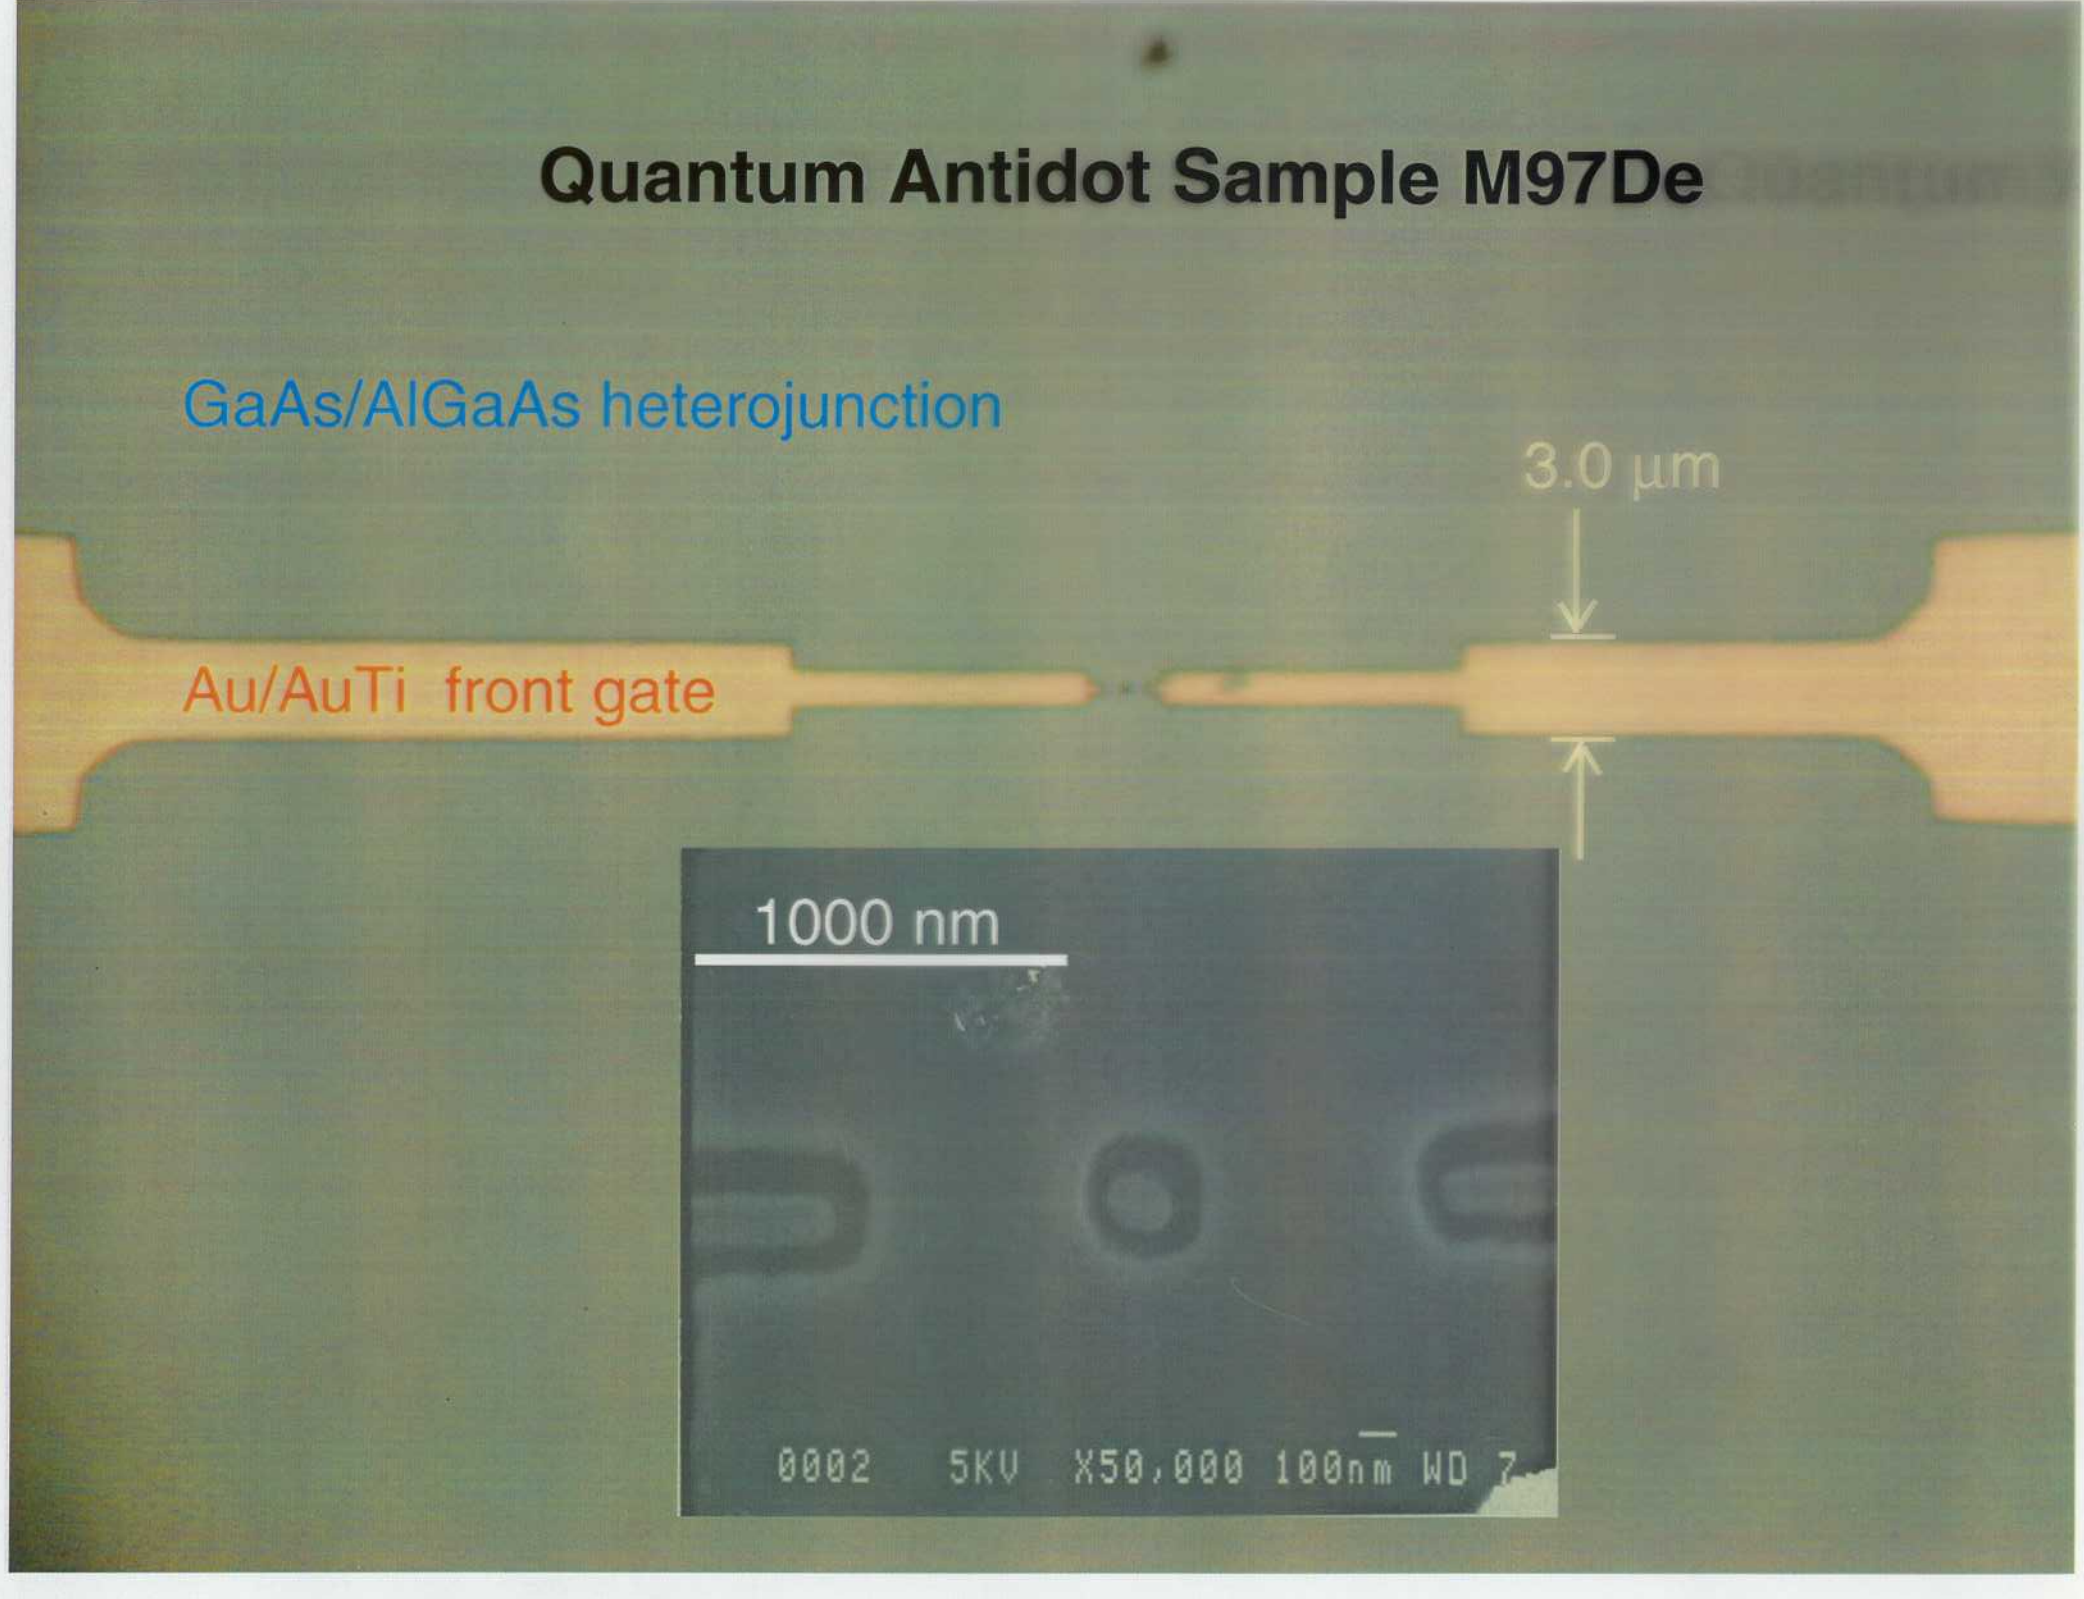 Quantum Antidot Sample M97De
GaAs/AlGaAs heterojunction
3.0 μm
Au/AuTi front gate
1000 nm
0002 5KV X50,000 100nm WD 7